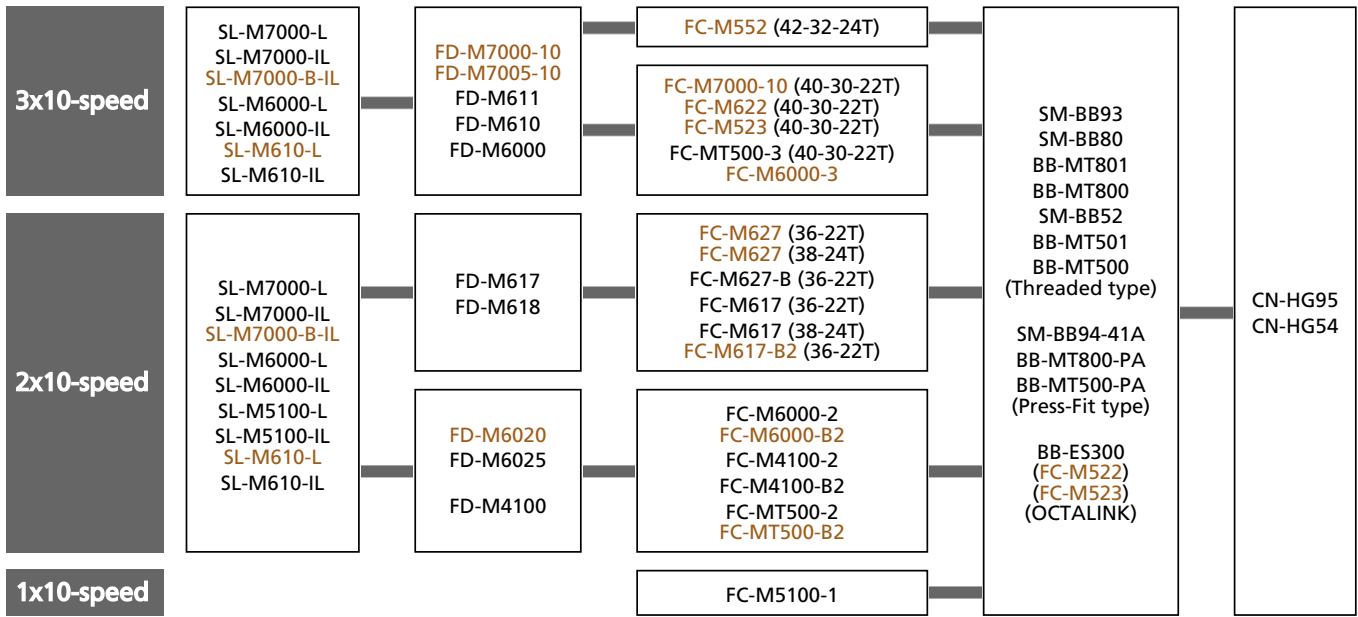 3x10-speed
SL-M7000-L
SL-M7000-IL
SL-M7000-B-IL
SL-M6000-L
SL-M6000-IL
SL-M610-L
SL-M610-IL
FD-M7000-10
FD-M7005-10
FD-M611
FD-M610
FD-M6000
FC-M552 (42-32-24T)
FC-M7000-10 (40-30-22T)
FC-M622 (40-30-22T)
FC-M523 (40-30-22T)
FC-MT500-3 (40-30-22T)
FC-M6000-3
2x10-speed
SL-M7000-L
SL-M7000-IL
SL-M7000-B-IL
SL-M6000-L
SL-M6000-IL
SL-M5100-L
SL-M5100-IL
SL-M610-L
SL-M610-IL
FD-M617
FD-M618
FC-M627 (36-22T)
FC-M627 (38-24T)
FC-M627-B (36-22T)
FC-M617 (36-22T)
FC-M617 (38-24T)
FC-M617-B2 (36-22T)
FD-M6020
FD-M6025
FD-M4100
FC-M6000-2
FC-M6000-B2
FC-M4100-2
FC-M4100-B2
FC-MT500-2
FC-MT500-B2
1x10-speed
FC-M5100-1
SM-BB93
SM-BB80
BB-MT801
BB-MT800
SM-BB52
BB-MT501
BB-MT500
(Threaded type)
SM-BB94-41A
BB-MT800-PA
BB-MT500-PA
(Press-Fit type)
BB-ES300
(FC-M522)
(FC-M523)
(OCTALINK)
CN-HG95
CN-HG54